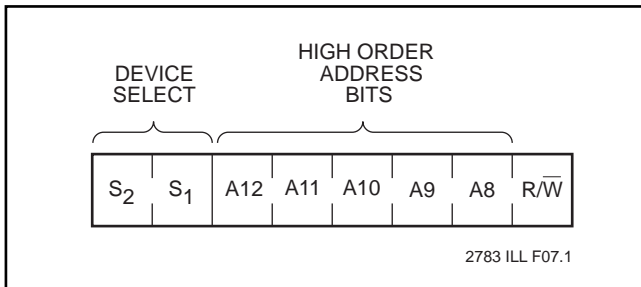 DEVICE
SELECT
HIGH ORDER
ADDRESS
BITS
S₂ S₁ A12 A11 A10 A9 A8 R/W̅
2783 ILL F07.1